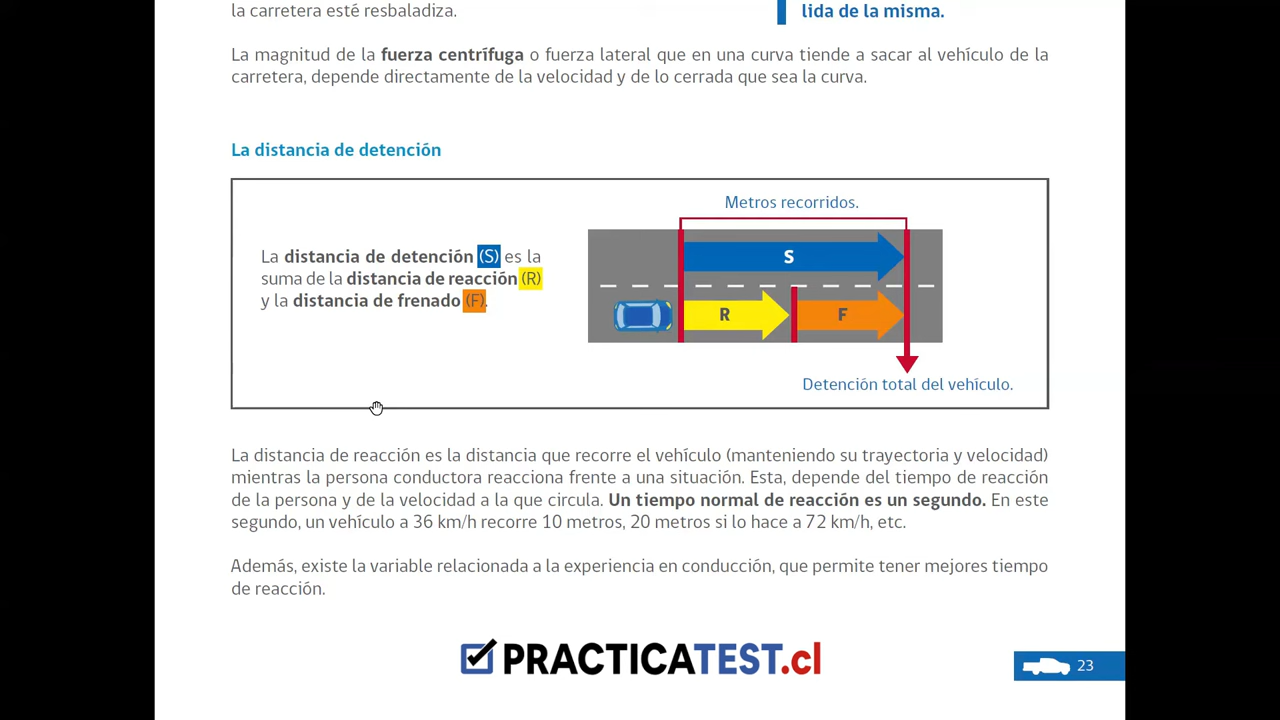 la carretera esté resbaladiza.
lida de la misma.
La magnitud de la fuerza centrífuga o fuerza lateral que en una curva tiende a sacar al vehículo de la
carretera, depende directamente de la velocidad y de lo cerrada que sea la curva.
La distancia de detención
La distancia de detención (S) es la
suma de la distancia de reacción (R)
y la distancia de frenado (F).
Metros recorridos.
S
R
F
Detención total del vehículo.
La distancia de reacción es la distancia que recorre el vehículo (manteniendo su trayectoria y velocidad)
mientras la persona conductora reacciona frente a una situación. Esta, depende del tiempo de reacción
de la persona y de la velocidad a la que circula. Un tiempo normal de reacción es un segundo. En este
segundo, un vehículo a 36 km/h recorre 10 metros, 20 metros si lo hace a 72 km/h, etc.
Además, existe la variable relacionada a la experiencia en conducción, que permite tener mejores tiempo
de reacción.
PRACTICATEST.cl
23